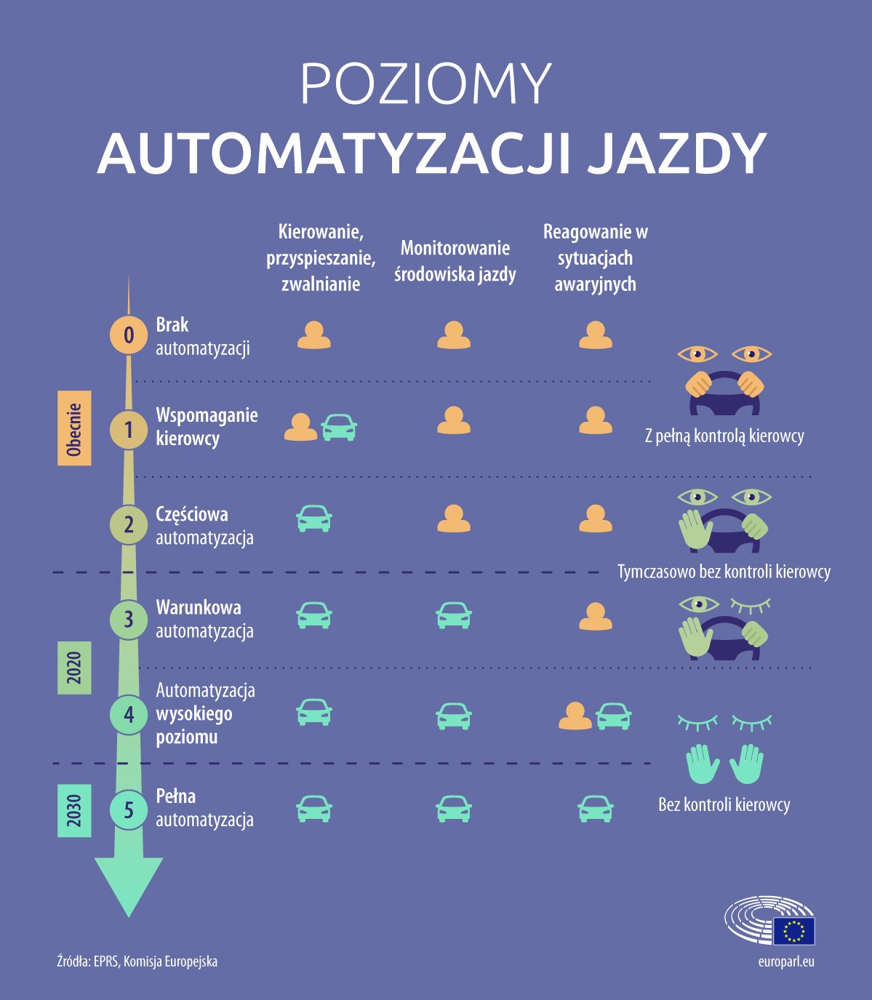 POZIOMY
AUTOMATYZACJI JAZDY
Kierowanie,
przyspieszanie,
zwalnianie
Monitorowanie
środowiska jazdy
Reagowanie w
sytuacjach
awaryjnych
0
Brak
automatyzacji
Obecnie
1
Wspomaganie
kierowcy
Z pełną kontrolą kierowcy
2
Częściowa
automatyzacja
Tymczasowo bez kontroli kierowcy
3
Warunkowa
automatyzacja
2020
4
Automatyzacja
wysokiego
poziomu
2030
5
Pełna
automatyzacja
Bez kontroli kierowcy
Źródła: EPRS, Komisja Europejska
europarl.eu